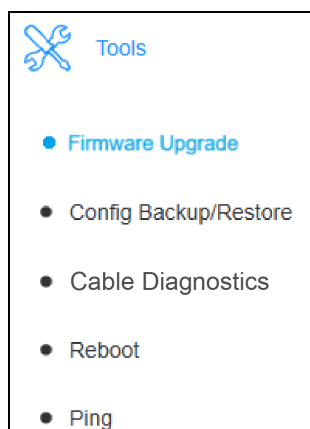 Tools
Firmware Upgrade
Config Backup/Restore
Cable Diagnostics
Reboot
Ping